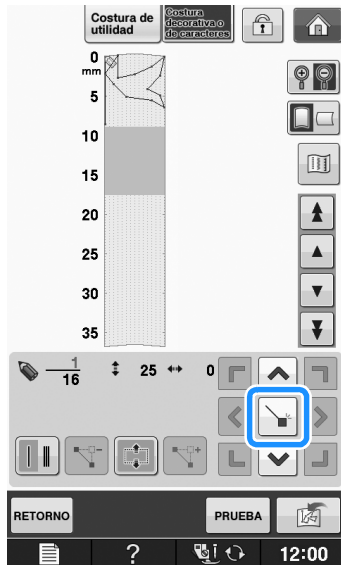 Costura de
utilidad
Costura
decorativa o
de caracteres
0
mm
5
10
15
20
25
30
35
1
16
25
0
RETORNO
PRUEBA
?
12:00